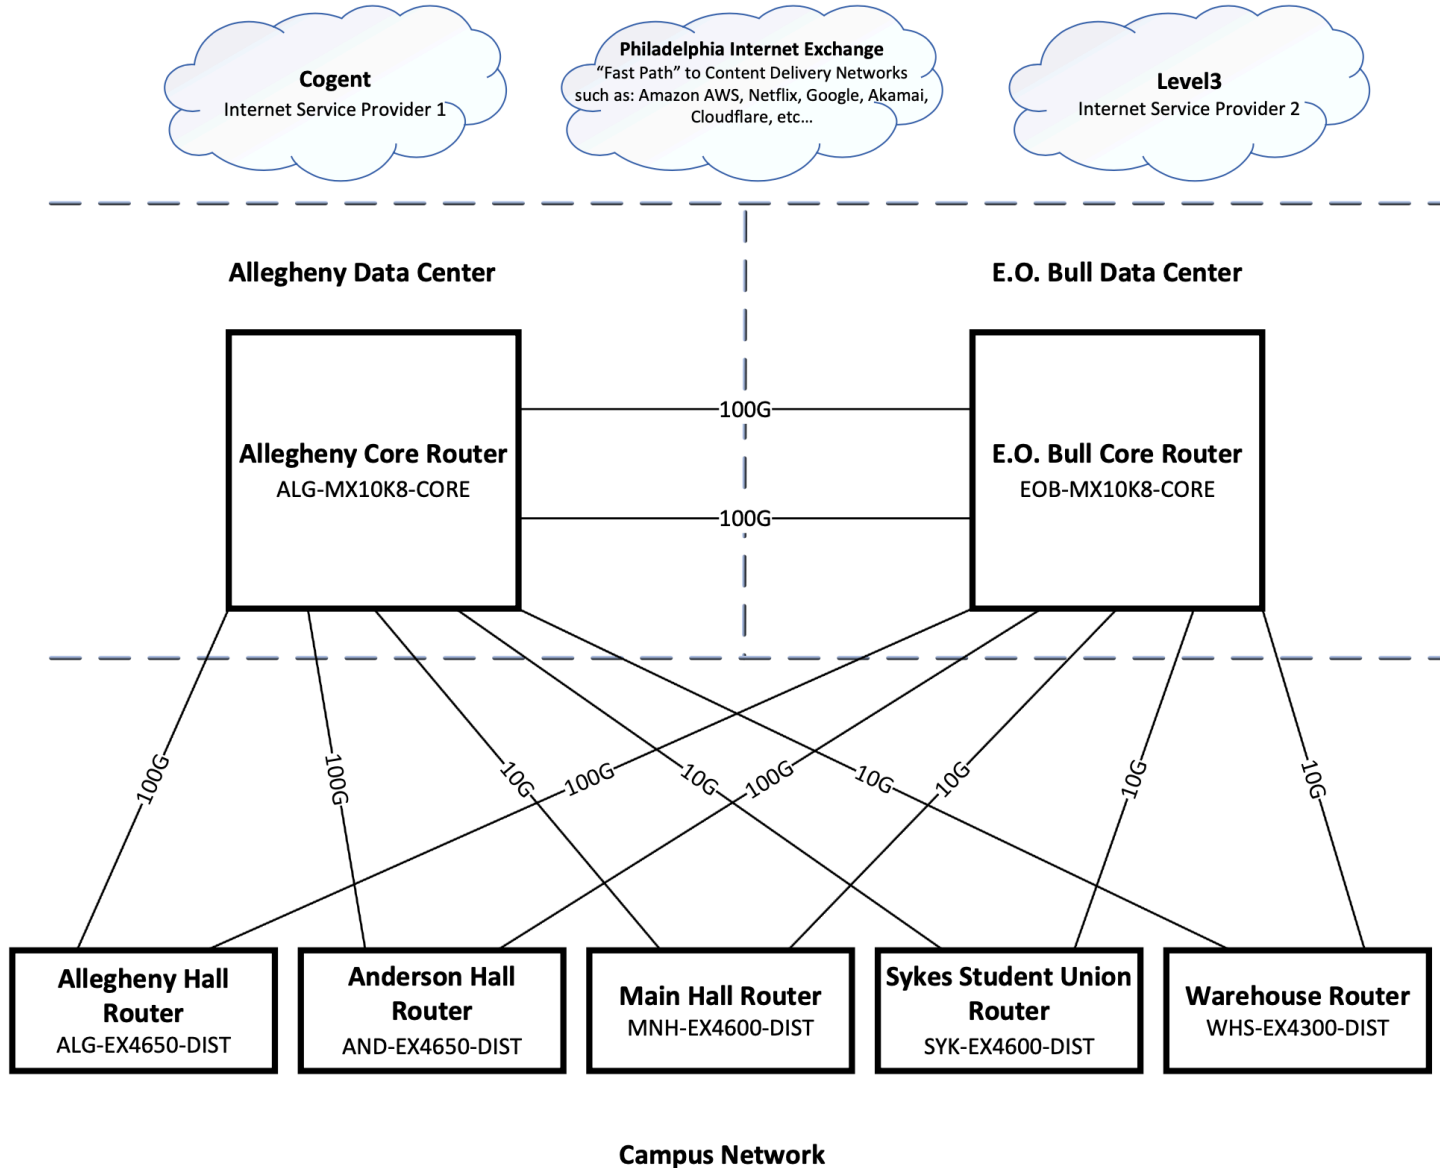 Cogent
Internet Service Provider 1
Philadelphia Internet Exchange
“Fast Path” to Content Delivery Networks
such as: Amazon AWS, Netflix, Google, Akamai,
Cloudflare, etc...
Level3
Internet Service Provider 2
Allegheny Data Center
E.O. Bull Data Center
Allegheny Core Router
ALG-MX10K8-CORE
100G
100G
E.O. Bull Core Router
EOB-MX10K8-CORE
100G
100G
10G
100G
10G
100G
10G
10G
10G
10G
Allegheny Hall
Router
ALG-EX4650-DIST
Anderson Hall
Router
AND-EX4650-DIST
Main Hall Router
MNH-EX4600-DIST
Sykes Student Union
Router
SYK-EX4600-DIST
Warehouse Router
WHS-EX4300-DIST
Campus Network